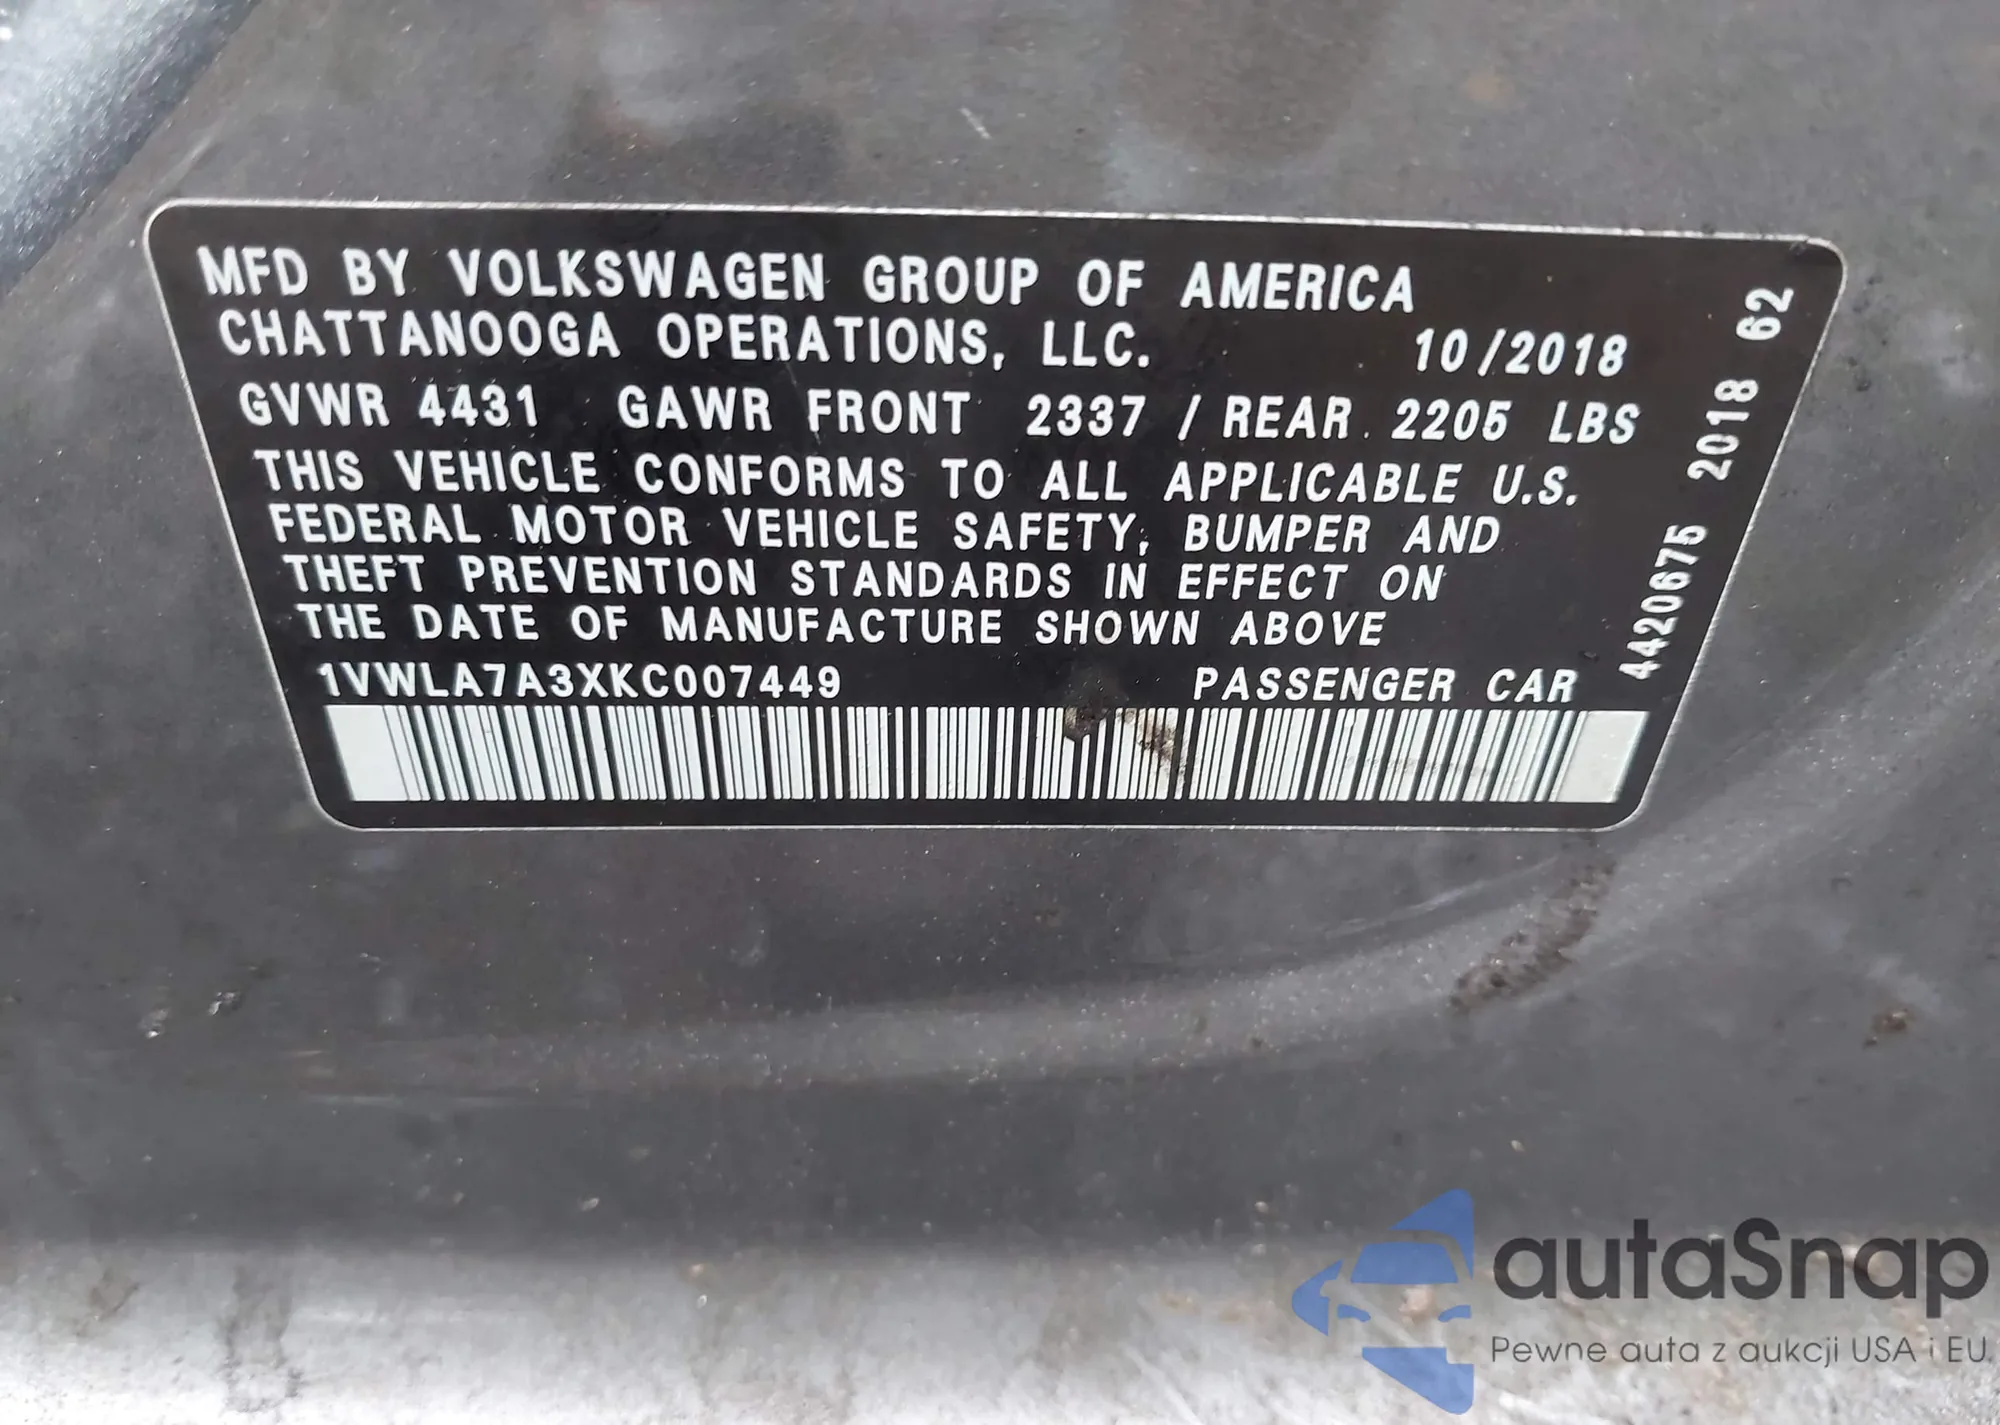 MFD BY VOLKSWAGEN GROUP OF AMERICA
CHATTANOOGA OPERATIONS, LLC. 10/2018
GVWR 4431 GAWR FRONT 2337 / REAR 2205 LBS
THIS VEHICLE CONFORMS TO ALL APPLICABLE U.S.
FEDERAL MOTOR VEHICLE SAFETY, BUMPER AND
THEFT PREVENTION STANDARDS IN EFFECT ON
THE DATE OF MANUFACTURE SHOWN ABOVE
1VWLA7A3XKC007449 PASSENGER CAR
4420675 2018 62
autaSnap
Pewne auta z aukcji USA i EU.